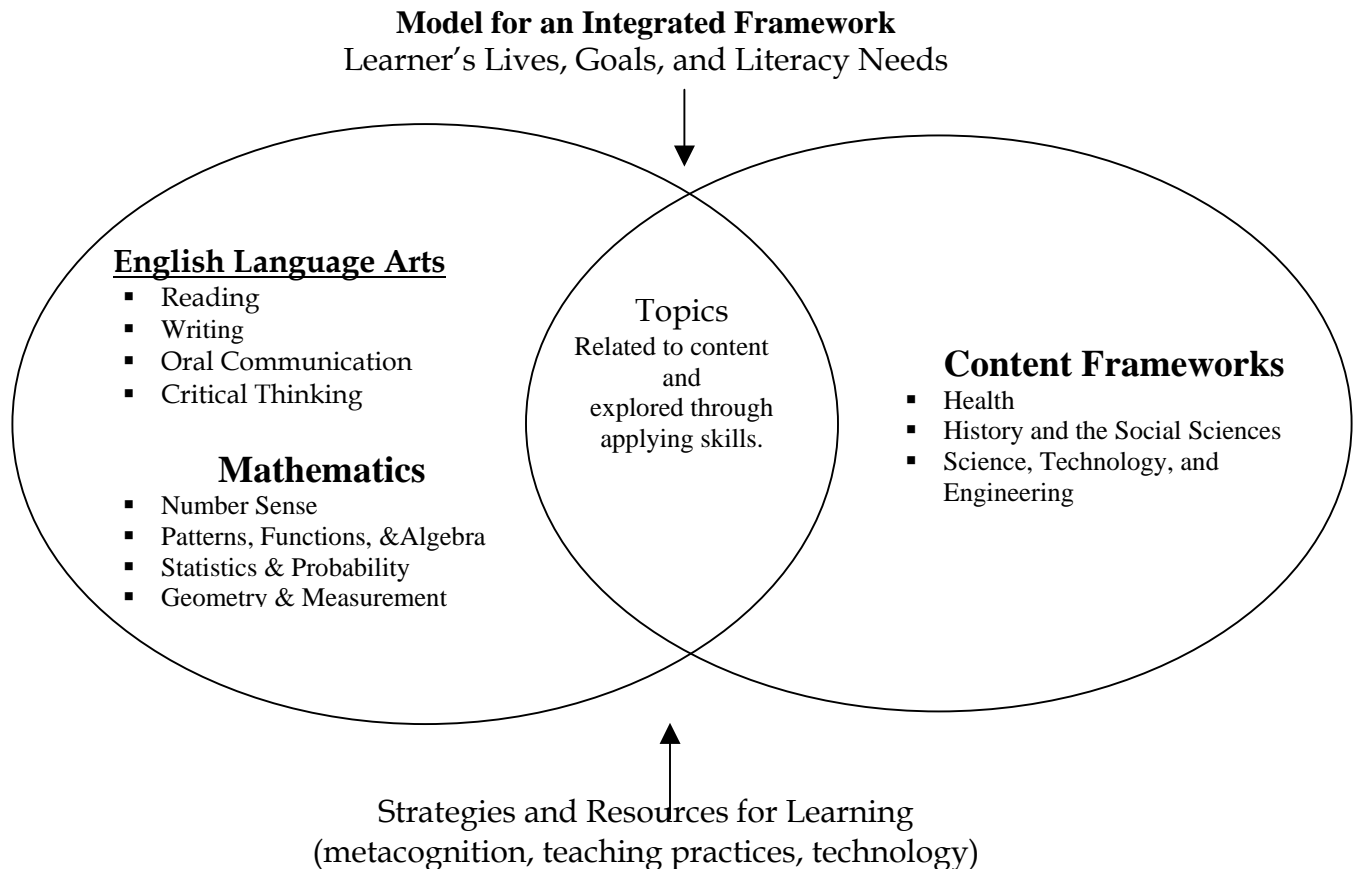 Model for an Integrated Framework
Learner’s Lives, Goals, and Literacy Needs
English Language Arts
▪ Reading
▪ Writing
▪ Oral Communication
▪ Critical Thinking
Mathematics
▪ Number Sense
▪ Patterns, Functions, &Algebra
▪ Statistics & Probability
▪ Geometry & Measurement
Topics
Related to content
and
explored through
applying skills.
Content Frameworks
▪ Health
▪ History and the Social Sciences
▪ Science, Technology, and
Engineering
Strategies and Resources for Learning
(metacognition, teaching practices, technology)